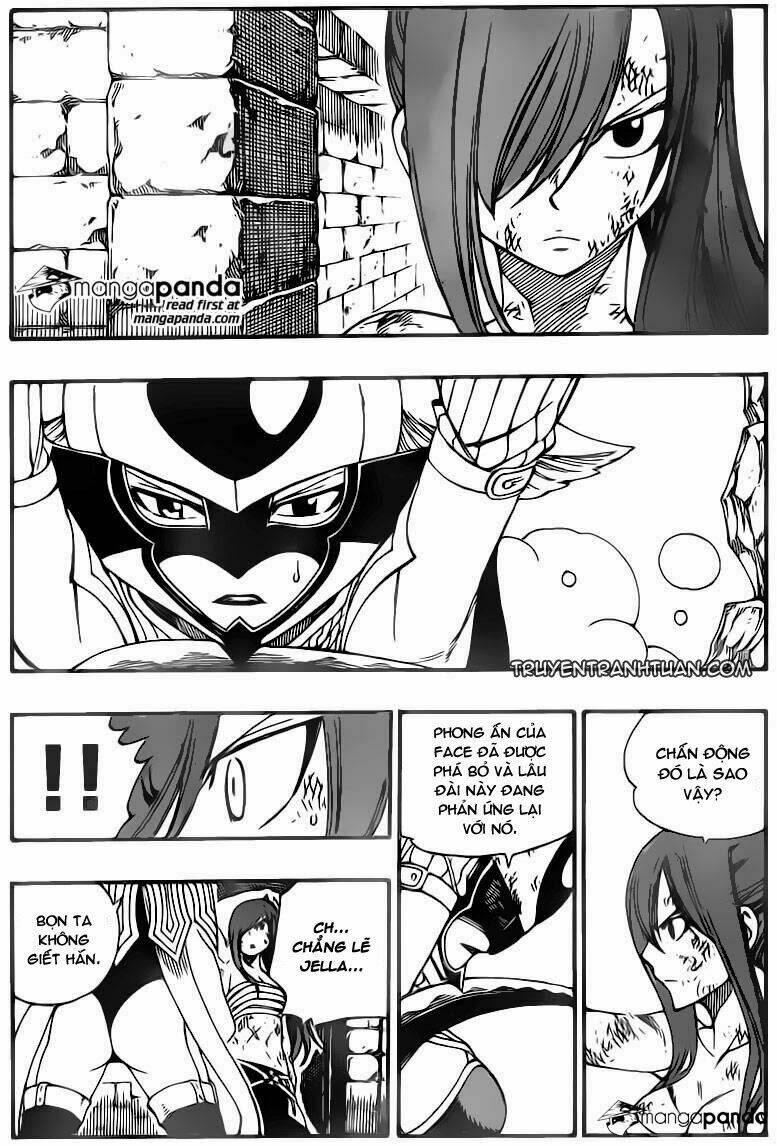 mangapanda
read first at
mangapanda.com
TRUYENTRANHTUAN.COM
CHẤN ĐỘNG
ĐÓ LÀ SAO
VẬY?
PHONG ẤN CỦA
FACE ĐÃ ĐƯỢC
PHÁ BỎ VÀ LÂU
ĐÀI NÀY ĐANG
PHẢN ỨNG LẠI
VỚI NÓ.
!!
CH...
CHẲNG LẼ
JELLA...
BỌN TA
KHÔNG
GIẾT HẮN.
mangapanda